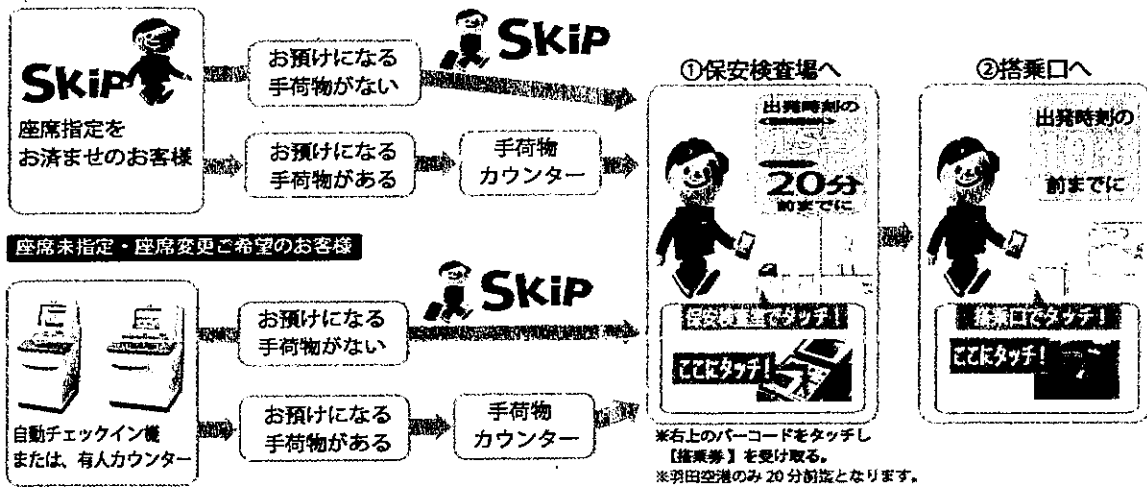 SKiP
座席指定を
お済ませのお客様
お預けになる
手荷物がない
SKiP
お預けになる
手荷物がある
手荷物
カウンター
座席未指定・座席変更ご希望のお客様
自動チェックイン機
または、有人カウンター
お預けになる
手荷物がない
SKiP
お預けになる
手荷物がある
手荷物
カウンター
①保安検査場へ
出発時刻の
20分
前までに
保安検査場でタッチ!
ここにタッチ!
※右上のバーコードをタッチし
【搭乗券】を受け取る。
※羽田空港のみ20分前迄となります。
②搭乗口へ
出発時刻の
前までに
搭乗口でタッチ!
ここにタッチ!